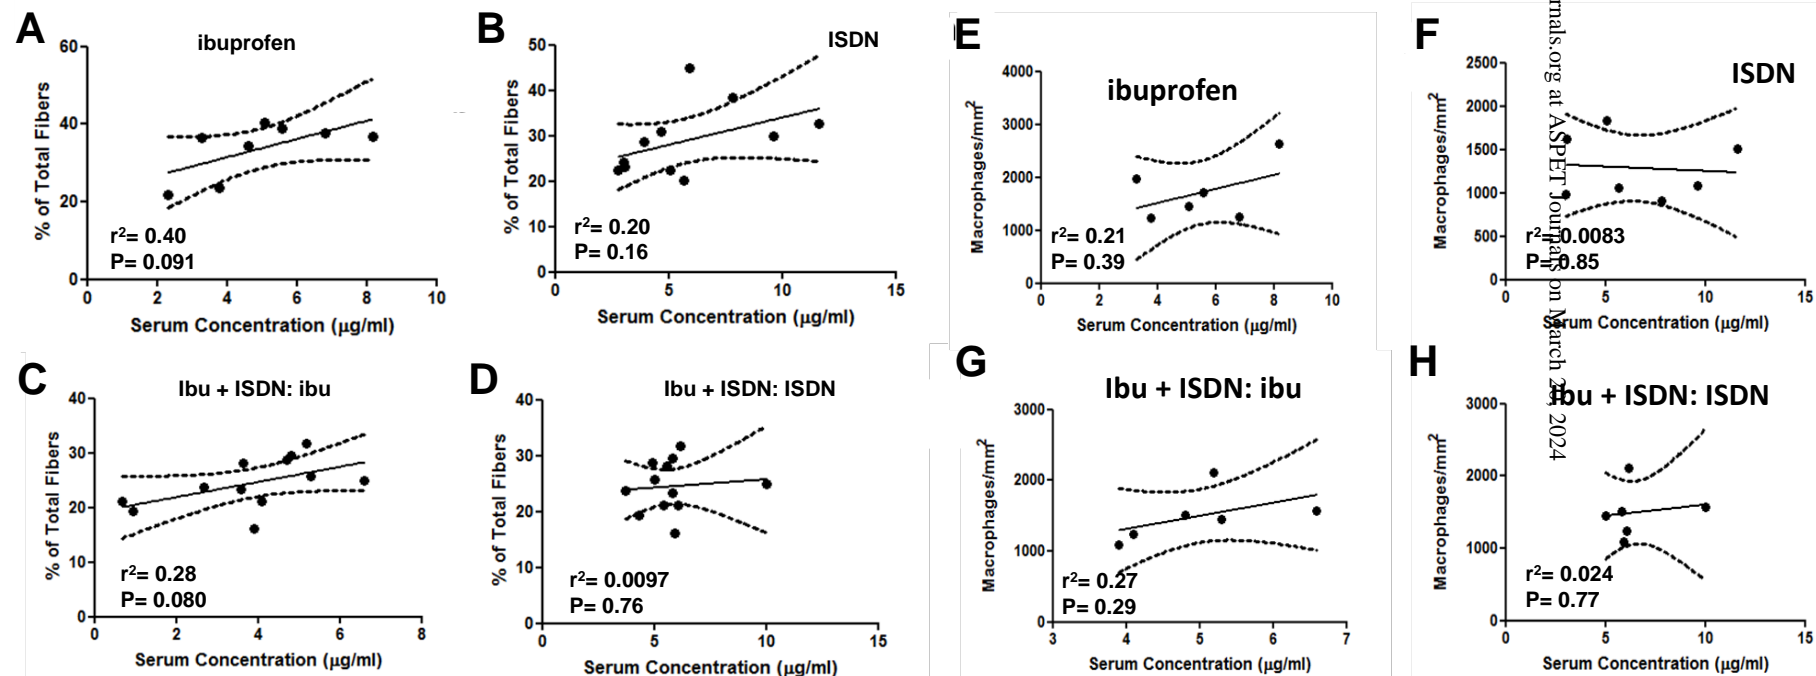 A
ibuprofen
% of Total Fibers
60
40
20
0
r²= 0.40
P= 0.091
0 2 4 6 8 10
Serum Concentration (μg/ml)
B
ISDN
% of Total Fibers
50
40
30
20
10
0
r²= 0.20
P= 0.16
0 5 10 15
Serum Concentration (μg/ml)
E
ibuprofen
Macrophages/mm²
4000
3000
2000
1000
0
r²= 0.21
P= 0.39
0 2 4 6 8 10
Serum Concentration (μg/ml)
F
ISDN
Macrophages/mm²
2500
2000
1500
1000
500
0
r²= 0.0083
P= 0.85
0 5 10 15
Serum Concentration (μg/ml)
rnals.org at ASPET Journals on March 20, 2024
C
Ibu + ISDN: ibu
% of Total Fibers
40
30
20
10
0
r²= 0.28
P= 0.080
0 2 4 6 8
Serum Concentration (μg/ml)
D
Ibu + ISDN: ISDN
% of Total Fibers
40
30
20
10
0
r²= 0.0097
P= 0.76
0 5 10 15
Serum Concentration (μg/ml)
G
Ibu + ISDN: ibu
Macrophages/mm²
3000
2000
1000
0
r²= 0.27
P= 0.29
3 4 5 6 7
Serum Concentration (μg/ml)
H
Ibu + ISDN: ISDN
Macrophages/mm²
3000
2000
1000
0
r²= 0.024
P= 0.77
0 5 10 15
Serum Concentration (μg/ml)